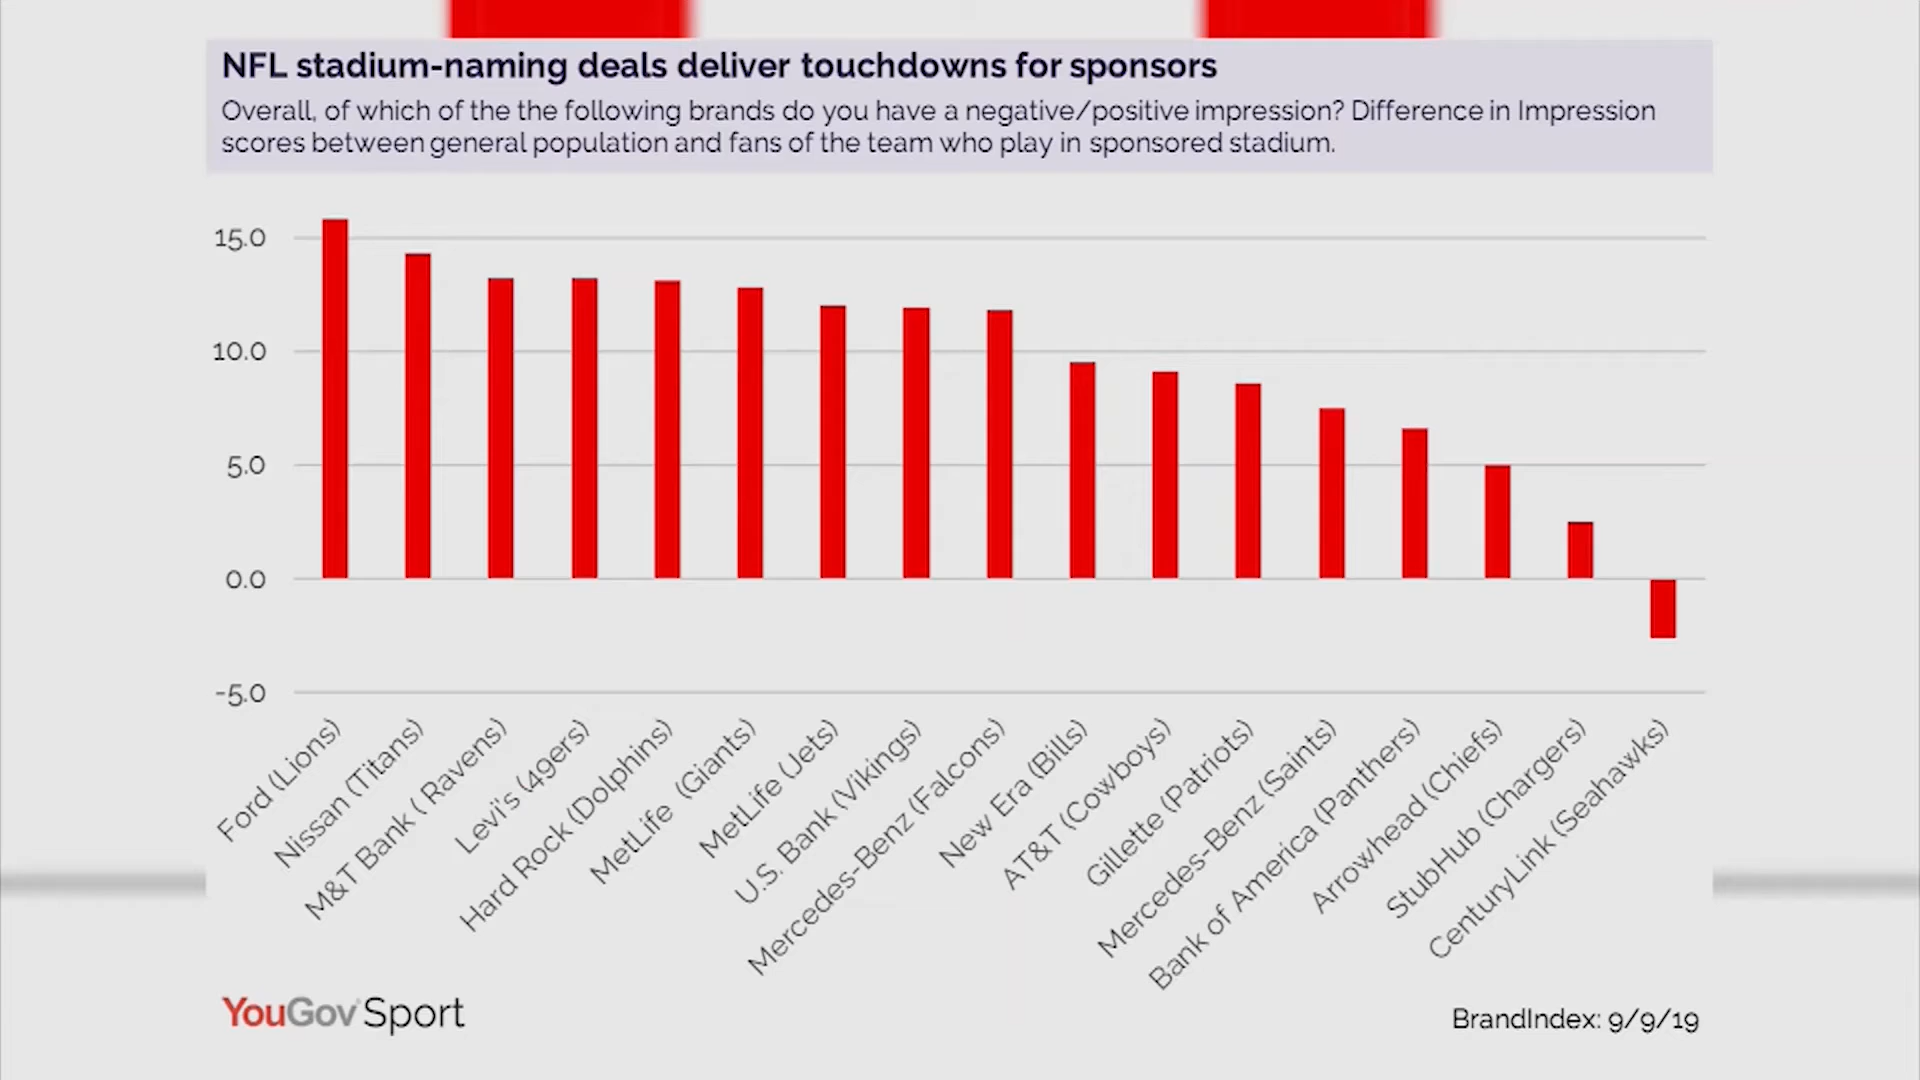 NFL stadium-naming deals deliver touchdowns for sponsors
Overall, of which of the the following brands do you have a negative/positive impression? Difference in Impression
scores between general population and fans of the team who play in sponsored stadium.
15.0
10.0
5.0
0.0
-5.0
Ford (Lions)
Nissan (Titans)
M&T Bank ( Ravens)
Levi's (49ers)
Hard Rock (Dolphins)
MetLife (Giants)
MetLife (Jets)
U.S. Bank (Vikings)
Mercedes-Benz (Falcons)
New Era (Bills)
AT&T (Cowboys)
Gillette (Patriots)
Mercedes-Benz (Saints)
Bank of America (Panthers)
Arrowhead (Chiefs)
StubHub (Chargers)
CenturyLink (Seahawks)
YouGov Sport
BrandIndex: 9/9/19